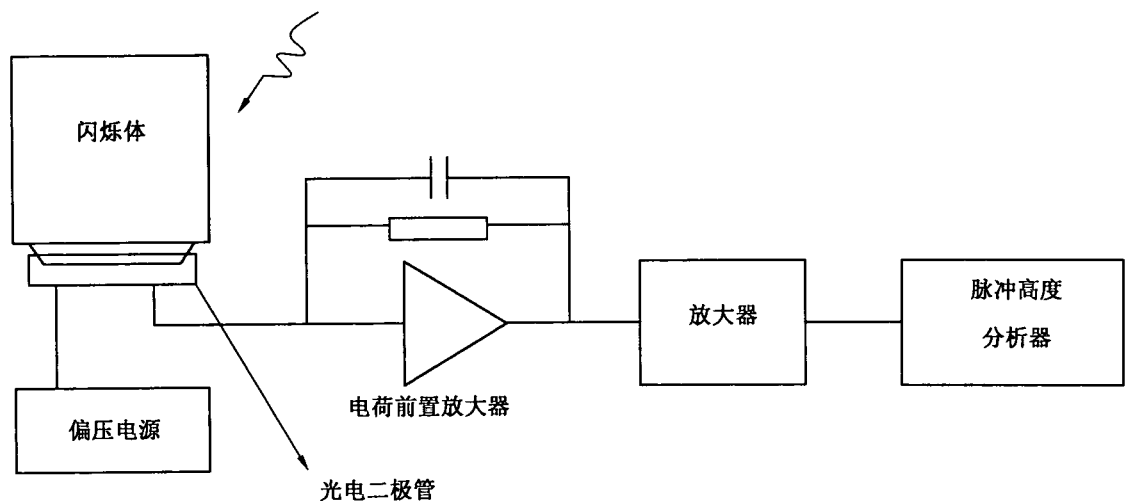 闪烁体
偏压电源
光电二极管
电荷前置放大器
放大器
脉冲高度
分析器